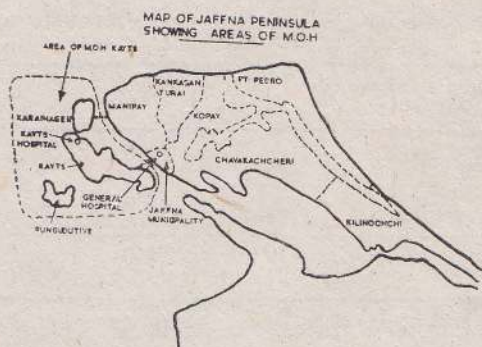 MAP OF JAFFNA PENINSULA
SHOWING AREAS OF M.O.H
AREA OF M.O.H KAYTS
KANKASAN
TURAI
PT. PEDRO
KARAINAGER
MANIPAY
KOPAY
KAYTS
HOSPITAL
KAYTS
CHAVAKACHCHERI
GENERAL
HOSPITAL
JAFFNA
MUNICIPALITY
PUNGUDUTIVE
KILINOCHCHI